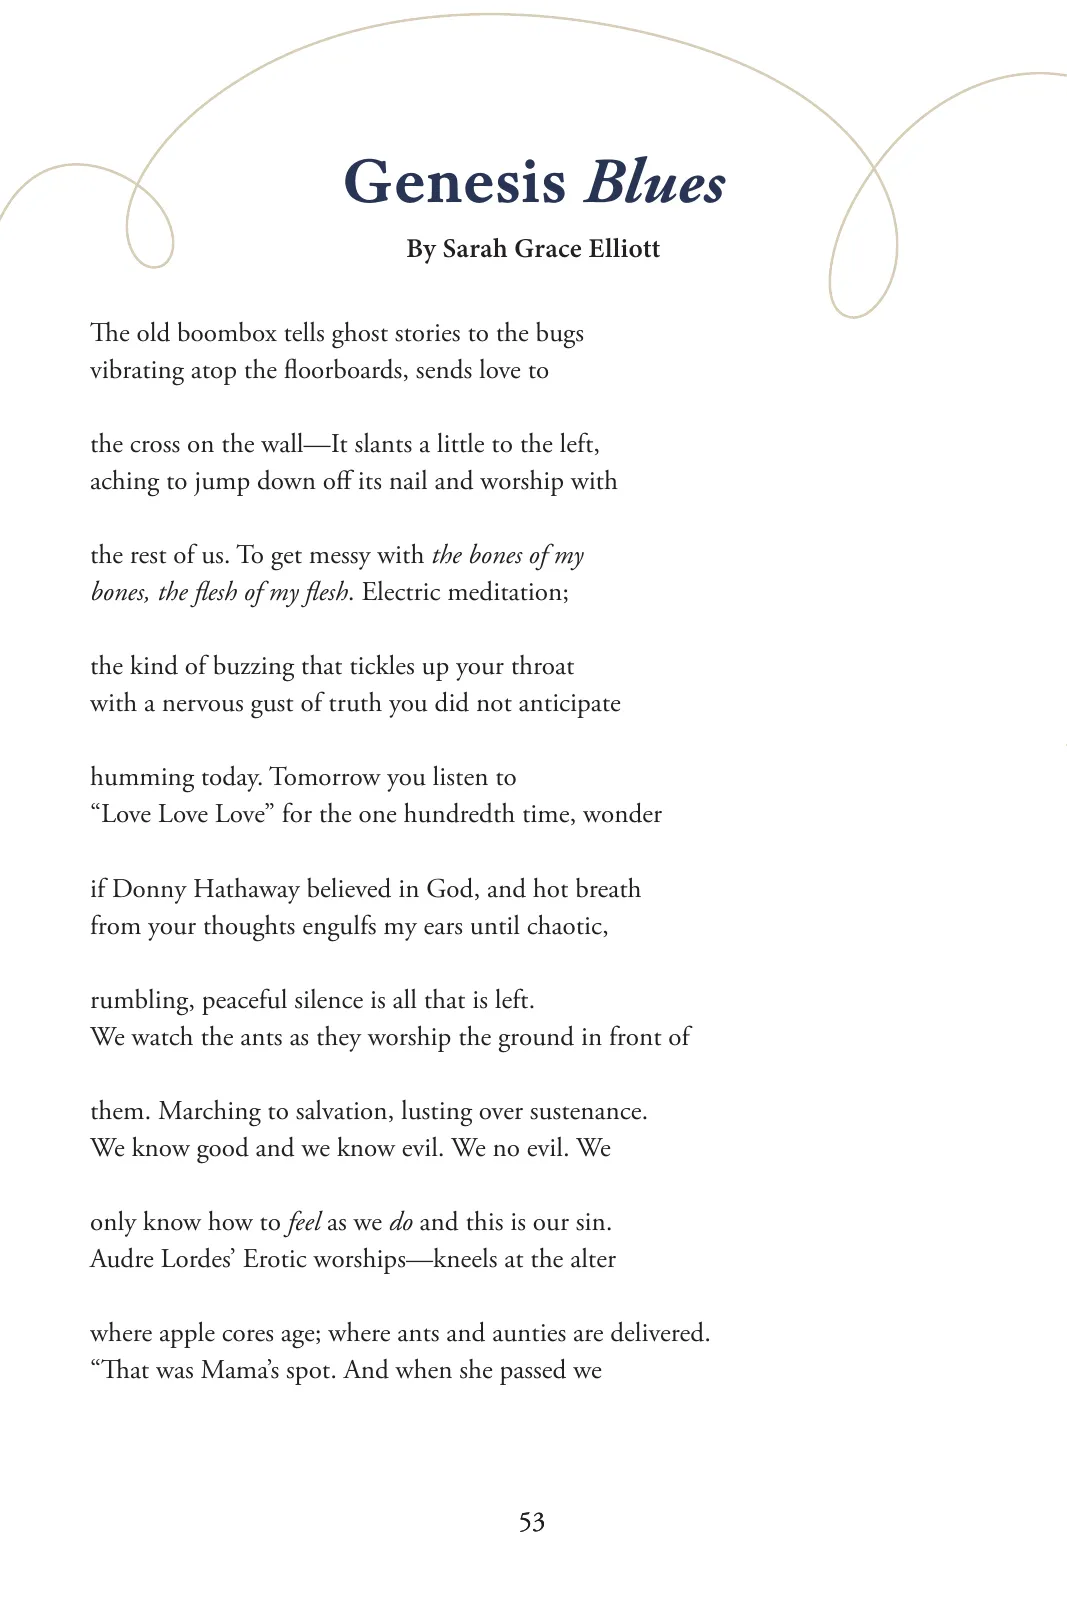 Genesis Blues
By Sarah Grace Elliott
The old boombox tells ghost stories to the bugs
vibrating atop the floorboards, sends love to
the cross on the wall—It slants a little to the left,
aching to jump down off its nail and worship with
the rest of us. To get messy with the bones of my
bones, the flesh of my flesh. Electric meditation;
the kind of buzzing that tickles up your throat
with a nervous gust of truth you did not anticipate
humming today. Tomorrow you listen to
“Love Love Love” for the one hundredth time, wonder
if Donny Hathaway believed in God, and hot breath
from your thoughts engulfs my ears until chaotic,
rumbling, peaceful silence is all that is left.
We watch the ants as they worship the ground in front of
them. Marching to salvation, lusting over sustenance.
We know good and we know evil. We no evil. We
only know how to feel as we do and this is our sin.
Audre Lordes’ Erotic worships—kneels at the alter
where apple cores age; where ants and aunties are delivered.
“That was Mama’s spot. And when she passed we
53